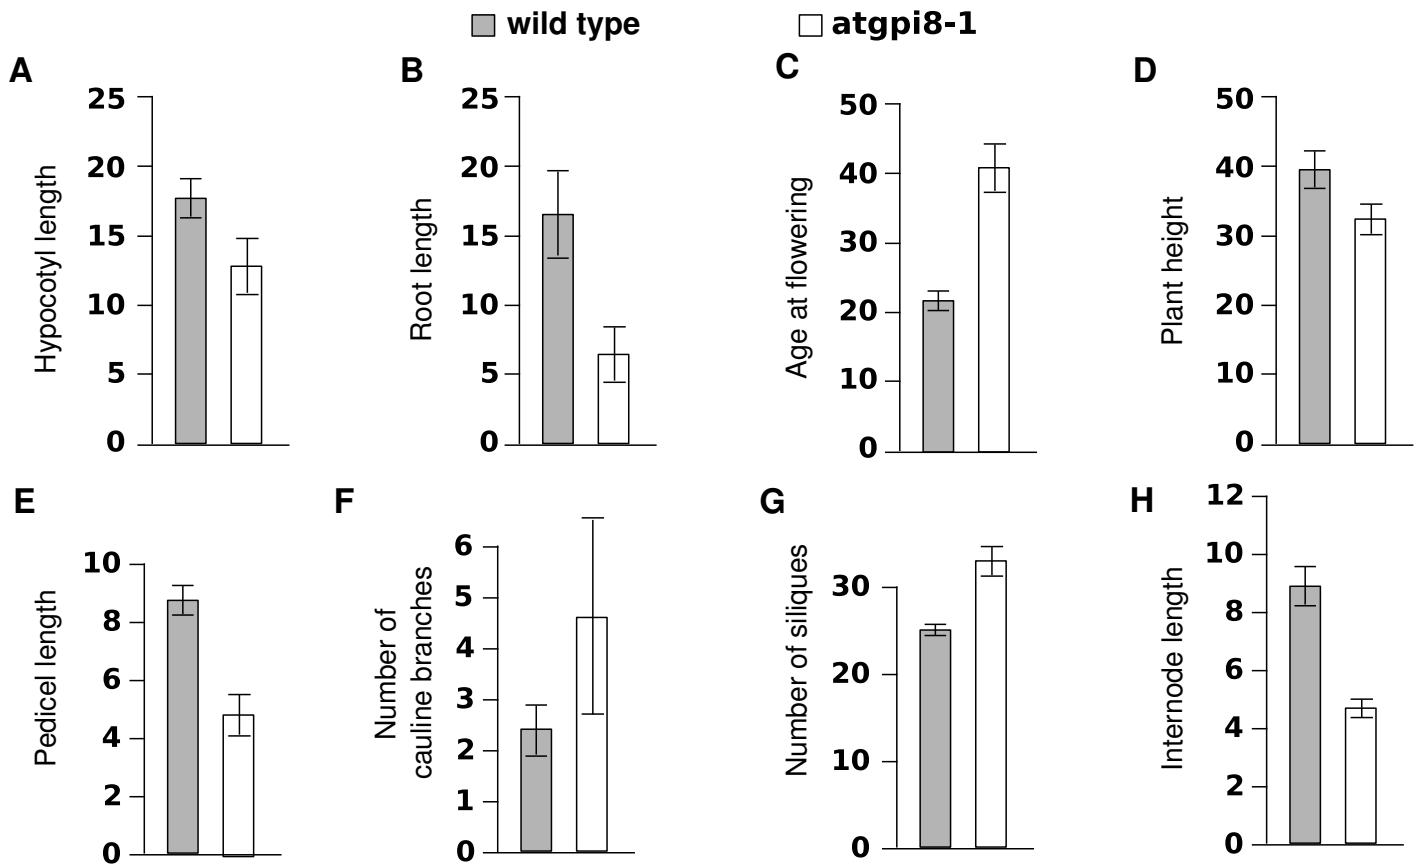 wild type
atgpi8-1
A
Hypocotyl length
25
20
15
10
5
0
B
Root length
25
20
15
10
5
0
C
Age at flowering
50
40
30
20
10
0
D
Plant height
50
40
30
20
10
0
E
Pedicel length
10
8
6
4
2
0
F
Number of
cauline branches
6
5
4
3
2
1
0
G
Number of siliques
30
20
10
0
H
Internode length
12
10
8
6
4
2
0